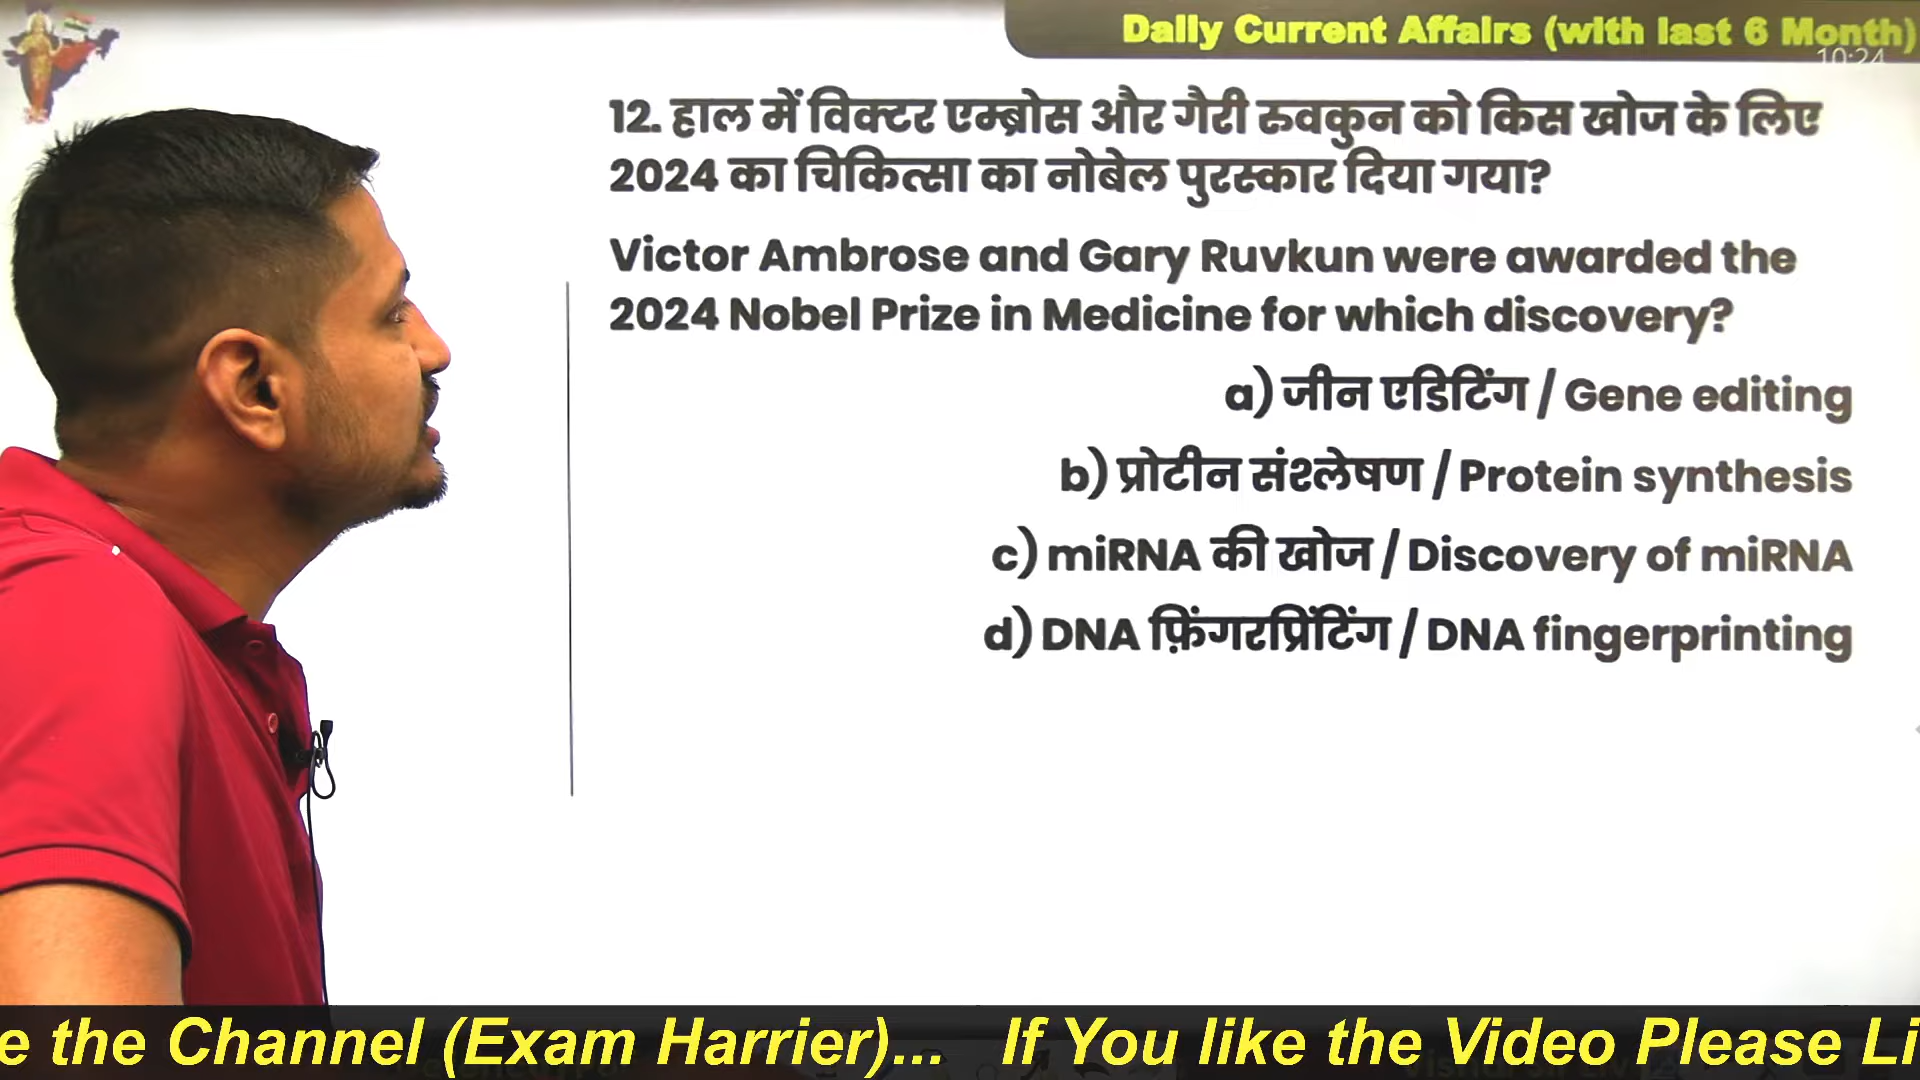 Daily Current Affairs (with last 6 Month)
10:24
12. हाल में विक्टर एम्ब्रोस और गैरी रुवकुन को किस खोज के लिए
2024 का चिकित्सा का नोबेल पुरस्कार दिया गया?
Victor Ambrose and Gary Ruvkun were awarded the
2024 Nobel Prize in Medicine for which discovery?
a) जीन एडिटिंग / Gene editing
b) प्रोटीन संश्लेषण / Protein synthesis
c) miRNA की खोज / Discovery of miRNA
d) DNA फ़िंगरप्रिंटिंग / DNA fingerprinting
e the Channel (Exam Harrier)... If You like the Video Please Li